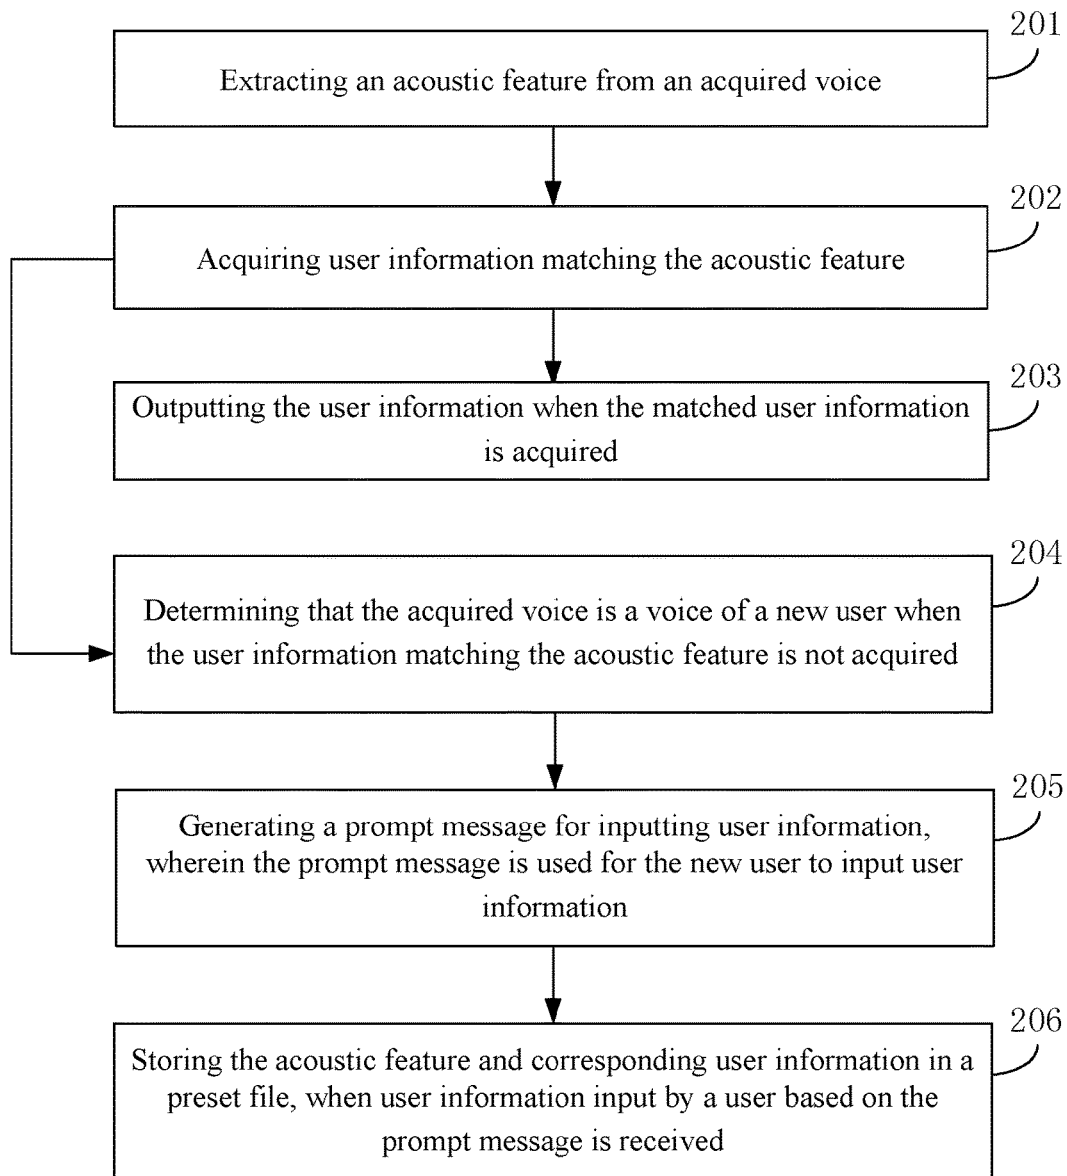 201
Extracting an acoustic feature from an acquired voice
202
Acquiring user information matching the acoustic feature
203
Outputting the user information when the matched user information
is acquired
204
Determining that the acquired voice is a voice of a new user when
the user information matching the acoustic feature is not acquired
205
Generating a prompt message for inputting user information,
wherein the prompt message is used for the new user to input user
information
206
Storing the acoustic feature and corresponding user information in a
preset file, when user information input by a user based on the
prompt message is received